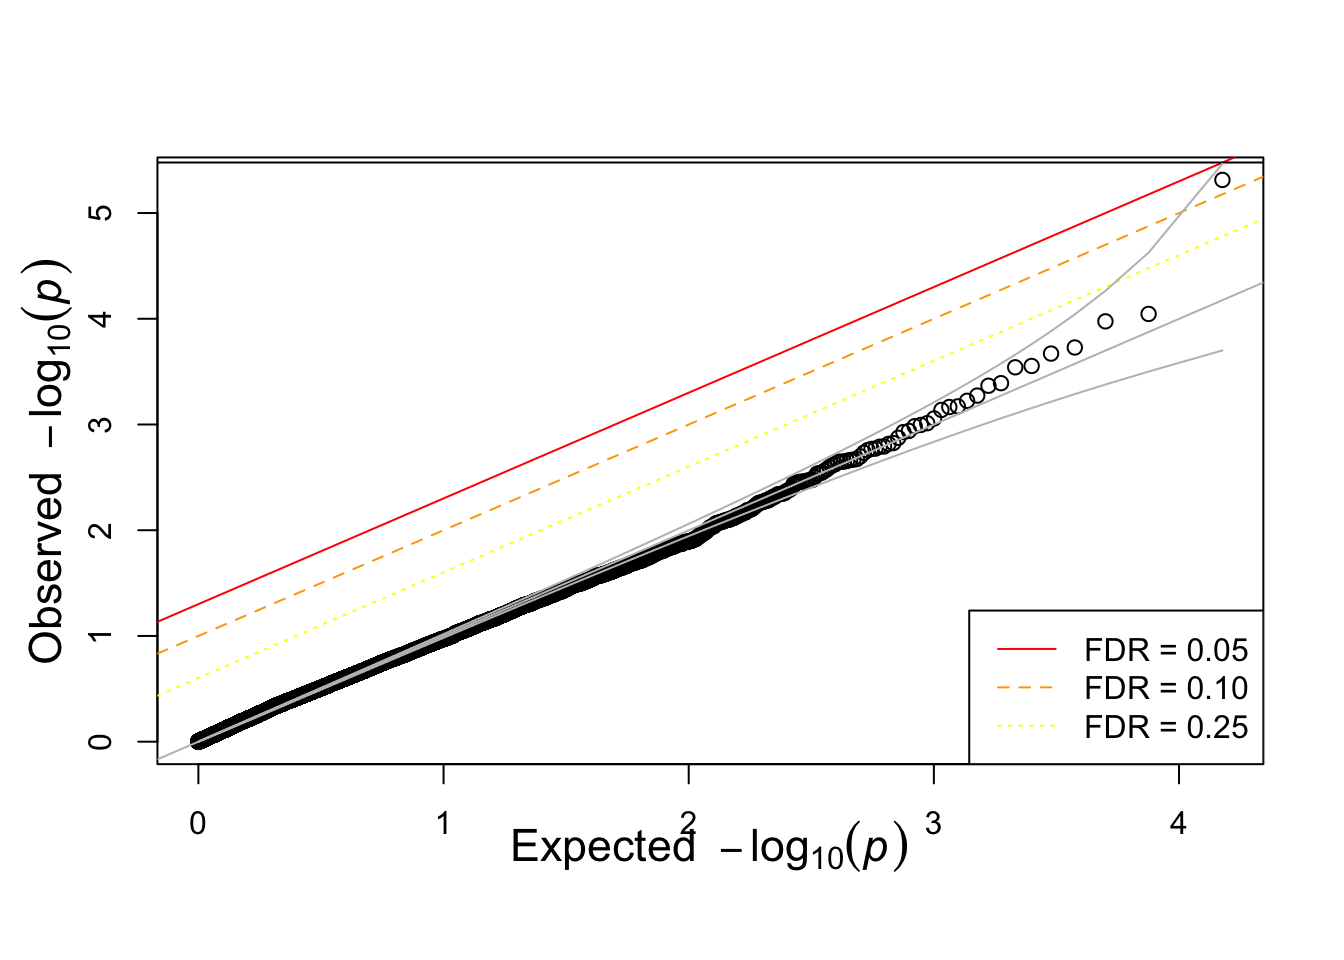 Observed −log10(p)
5
4
3
2
1
0
FDR = 0.05
FDR = 0.10
FDR = 0.25
0 1 2 3 4
Expected −log10(p)